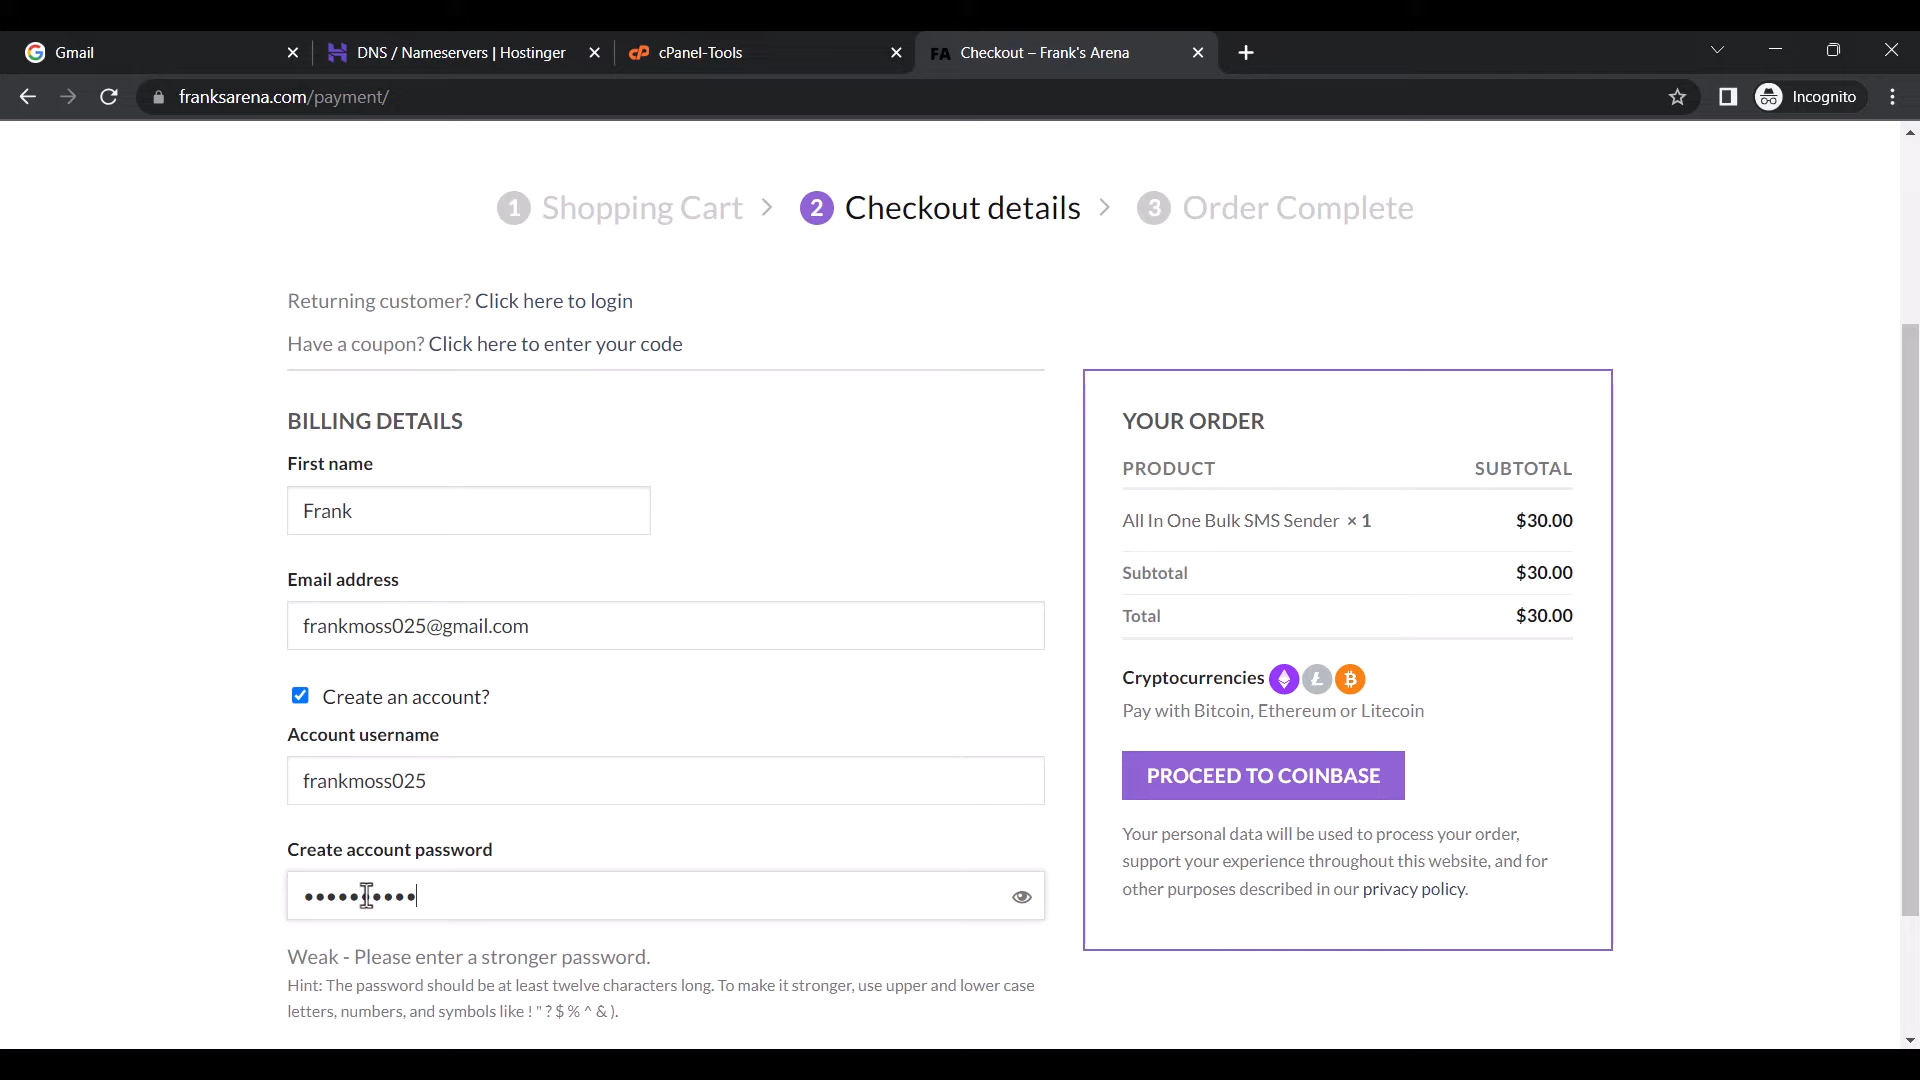 Gmail
DNS / Nameservers | Hostinger
cPanel-Tools
FA Checkout – Frank's Arena
franksarena.com/payment/
Incognito
1 Shopping Cart > 2 Checkout details > 3 Order Complete
Returning customer? Click here to login
Have a coupon? Click here to enter your code
BILLING DETAILS
First name
Frank
Email address
frankmoss025@gmail.com
Create an account?
Account username
frankmoss025
Create account password
••••••••••
Weak - Please enter a stronger password.
Hint: The password should be at least twelve characters long. To make it stronger, use upper and lower case
letters, numbers, and symbols like ! " ? $ % ^ & ).
YOUR ORDER
PRODUCT SUBTOTAL
All In One Bulk SMS Sender × 1 $30.00
Subtotal $30.00
Total $30.00
Cryptocurrencies
Pay with Bitcoin, Ethereum or Litecoin
PROCEED TO COINBASE
Your personal data will be used to process your order,
support your experience throughout this website, and for
other purposes described in our privacy policy.